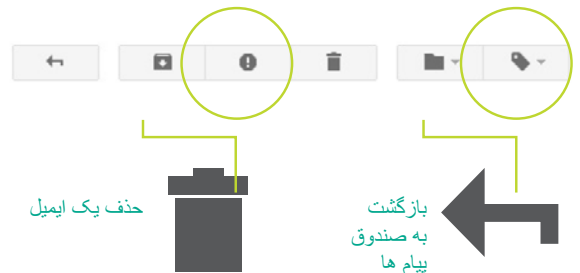 حذف یک ایمیل
بازگشت
به صندوق
پیام ها